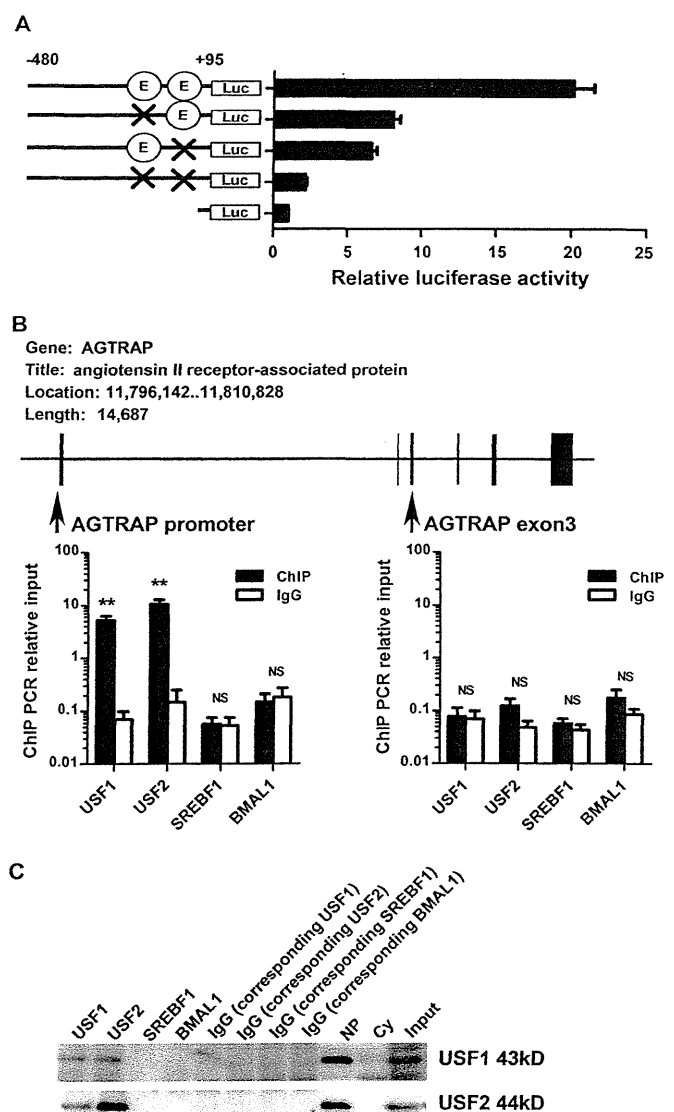 A
-480 +95
E E Luc
E Luc
E Luc
Luc
Luc
0 5 10 15 20 25
Relative luciferase activity
B
Gene: AGTRAP
Title: angiotensin II receptor-associated protein
Location: 11,796,142..11,810,828
Length: 14,687
AGTRAP promoter
AGTRAP exon3
ChIP PCR relative input
100
10
1
0.1
0.01
** ** NS NS
ChIP
IgG
USF1 USF2 SREBF1 BMAL1
ChIP PCR relative input
100
10
1
0.1
0.01
NS NS NS NS
ChIP
IgG
USF1 USF2 SREBF1 BMAL1
C
USF1
USF2
SREBF1
BMAL1
IgG (corresponding USF1)
IgG (corresponding USF2)
IgG (corresponding SREBF1)
IgG (corresponding BMAL1)
NP
Cy
Input
USF1 43kD
USF2 44kD